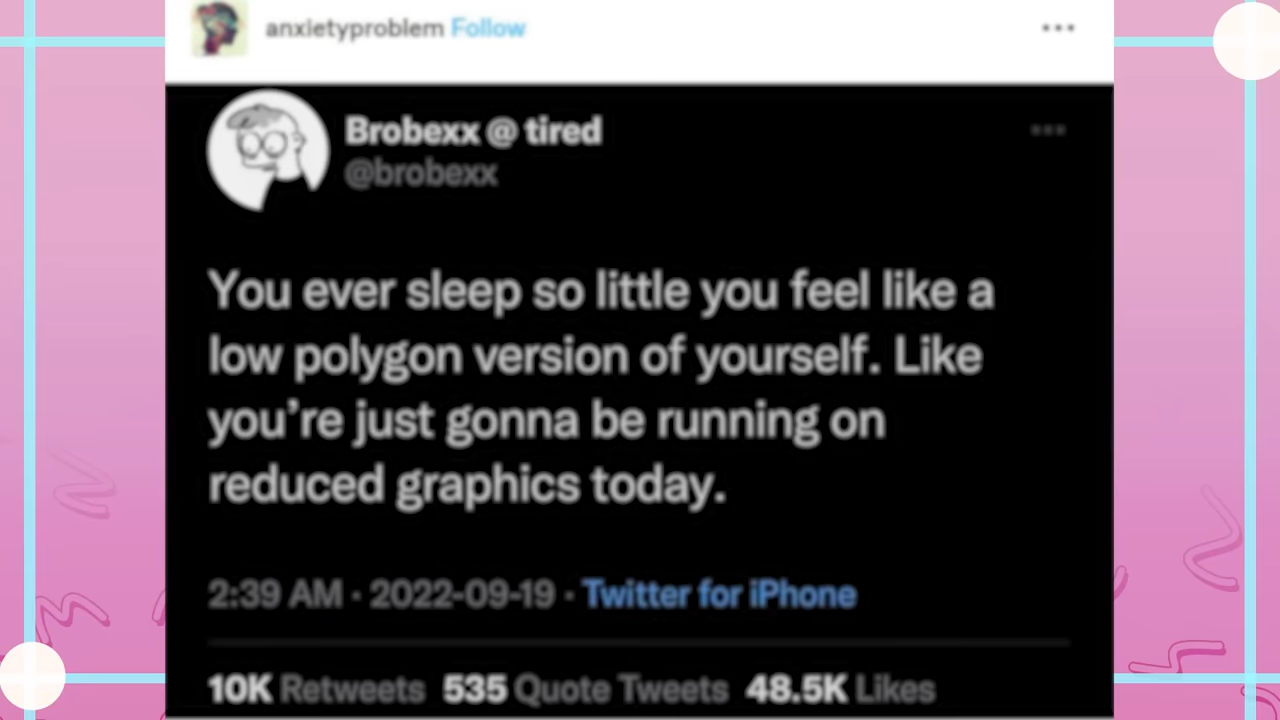 anxietyproblem Follow
Brobexx @ tired
@brobexx
You ever sleep so little you feel like a
low polygon version of yourself. Like
you’re just gonna be running on
reduced graphics today.
2:39 AM · 2022-09-19 · Twitter for iPhone
10K Retweets 535 Quote Tweets 48.5K Likes